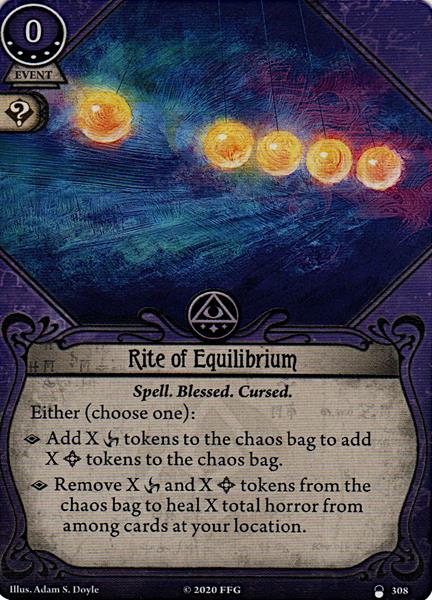 0
EVENT
?
Rite of Equilibrium
Spell. Blessed. Cursed.
Either (choose one):
Add X tokens to the chaos bag to add
X tokens to the chaos bag.
Remove X and X tokens from the
chaos bag to heal X total horror from
among cards at your location.
Illus. Adam S. Doyle © 2020 FFG 308